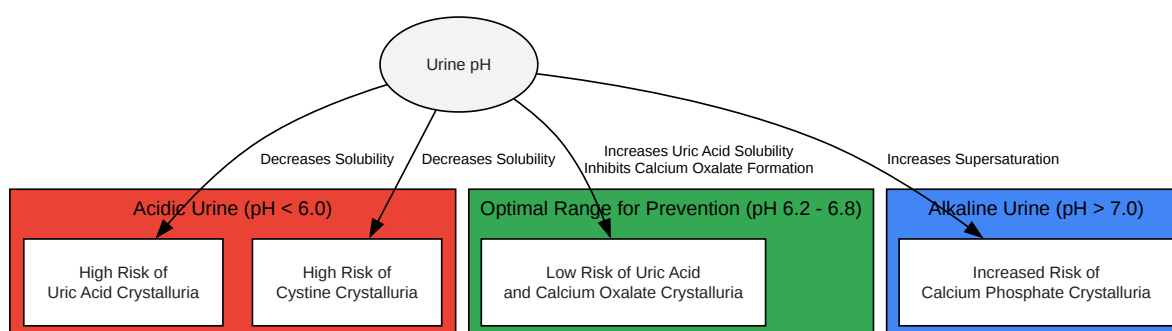 Urine pH
Decreases Solubility
Decreases Solubility
Increases Uric Acid Solubility
Inhibits Calcium Oxalate Formation
Increases Supersaturation
Acidic Urine (pH < 6.0)
Optimal Range for Prevention (pH 6.2 - 6.8)
Alkaline Urine (pH > 7.0)
High Risk of
Uric Acid Crystalluria
High Risk of
Cystine Crystalluria
Low Risk of Uric Acid
and Calcium Oxalate Crystalluria
Increased Risk of
Calcium Phosphate Crystalluria